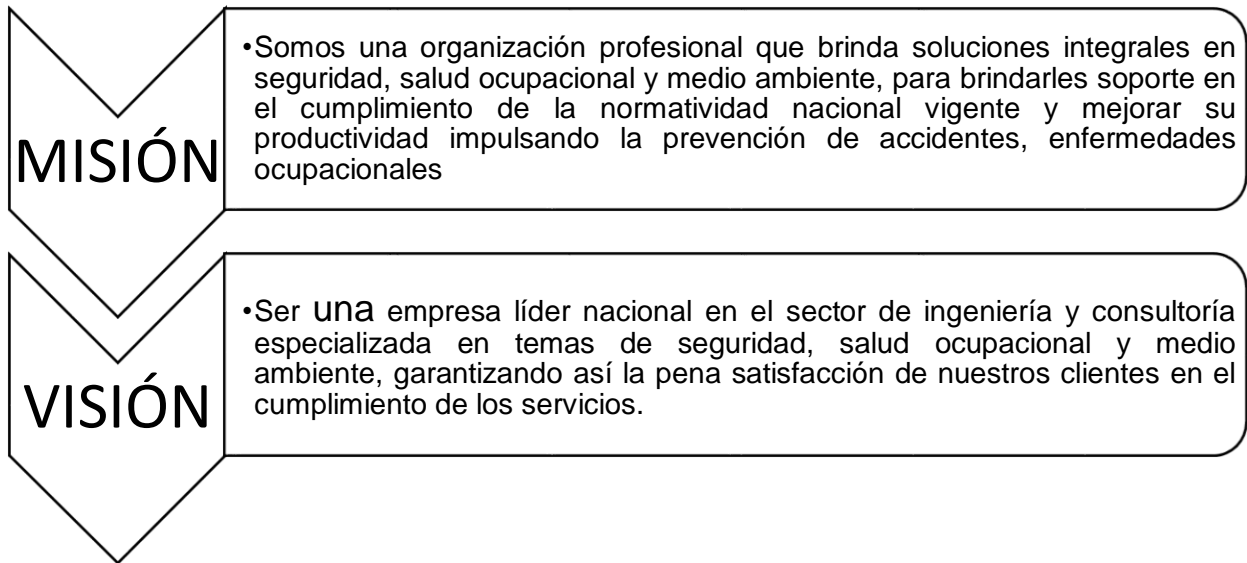 MISIÓN
•Somos una organización profesional que brinda soluciones integrales en
seguridad, salud ocupacional y medio ambiente, para brindarles soporte en
el cumplimiento de la normatividad nacional vigente y mejorar su
productividad impulsando la prevención de accidentes, enfermedades
ocupacionales
VISIÓN
•Ser una empresa líder nacional en el sector de ingeniería y consultoría
especializada en temas de seguridad, salud ocupacional y medio
ambiente, garantizando así la pena satisfacción de nuestros clientes en el
cumplimiento de los servicios.